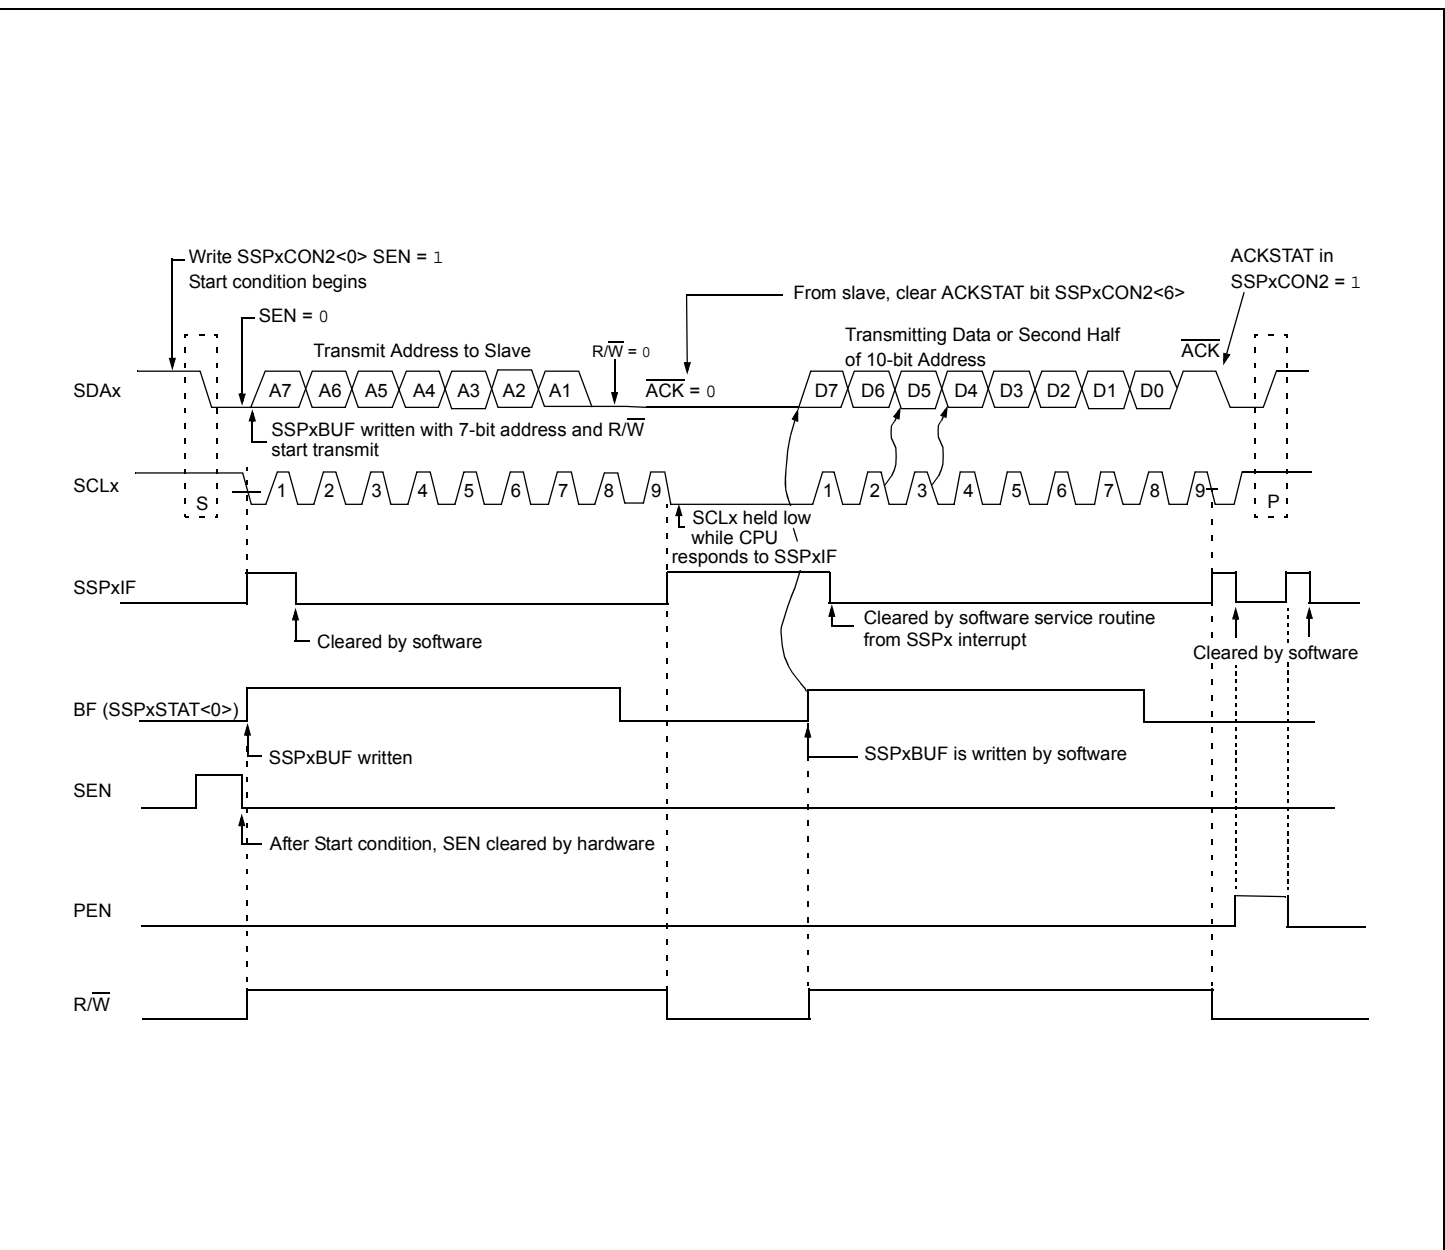 Write SSPxCON2<0> SEN = 1
Start condition begins
ACKSTAT in
SSPxCON2 = 1
From slave, clear ACKSTAT bit SSPxCON2<6>
SEN = 0
Transmit Address to Slave
R/W̅ = 0
Transmitting Data or Second Half
of 10-bit Address
A̅C̅K̅
SDAx
A7 A6 A5 A4 A3 A2 A1
A̅C̅K̅ = 0
D7 D6 D5 D4 D3 D2 D1 D0
SSPxBUF written with 7-bit address and R/W̅
start transmit
SCLx
S
1 2 3 4 5 6 7 8 9
1 2 3 4 5 6 7 8 9
P
SCLx held low
while CPU
responds to SSPxIF
SSPxIF
Cleared by software
Cleared by software service routine
from SSPx interrupt
Cleared by software
BF (SSPxSTAT<0>)
SSPxBUF written
SSPxBUF is written by software
SEN
After Start condition, SEN cleared by hardware
PEN
R/W̅